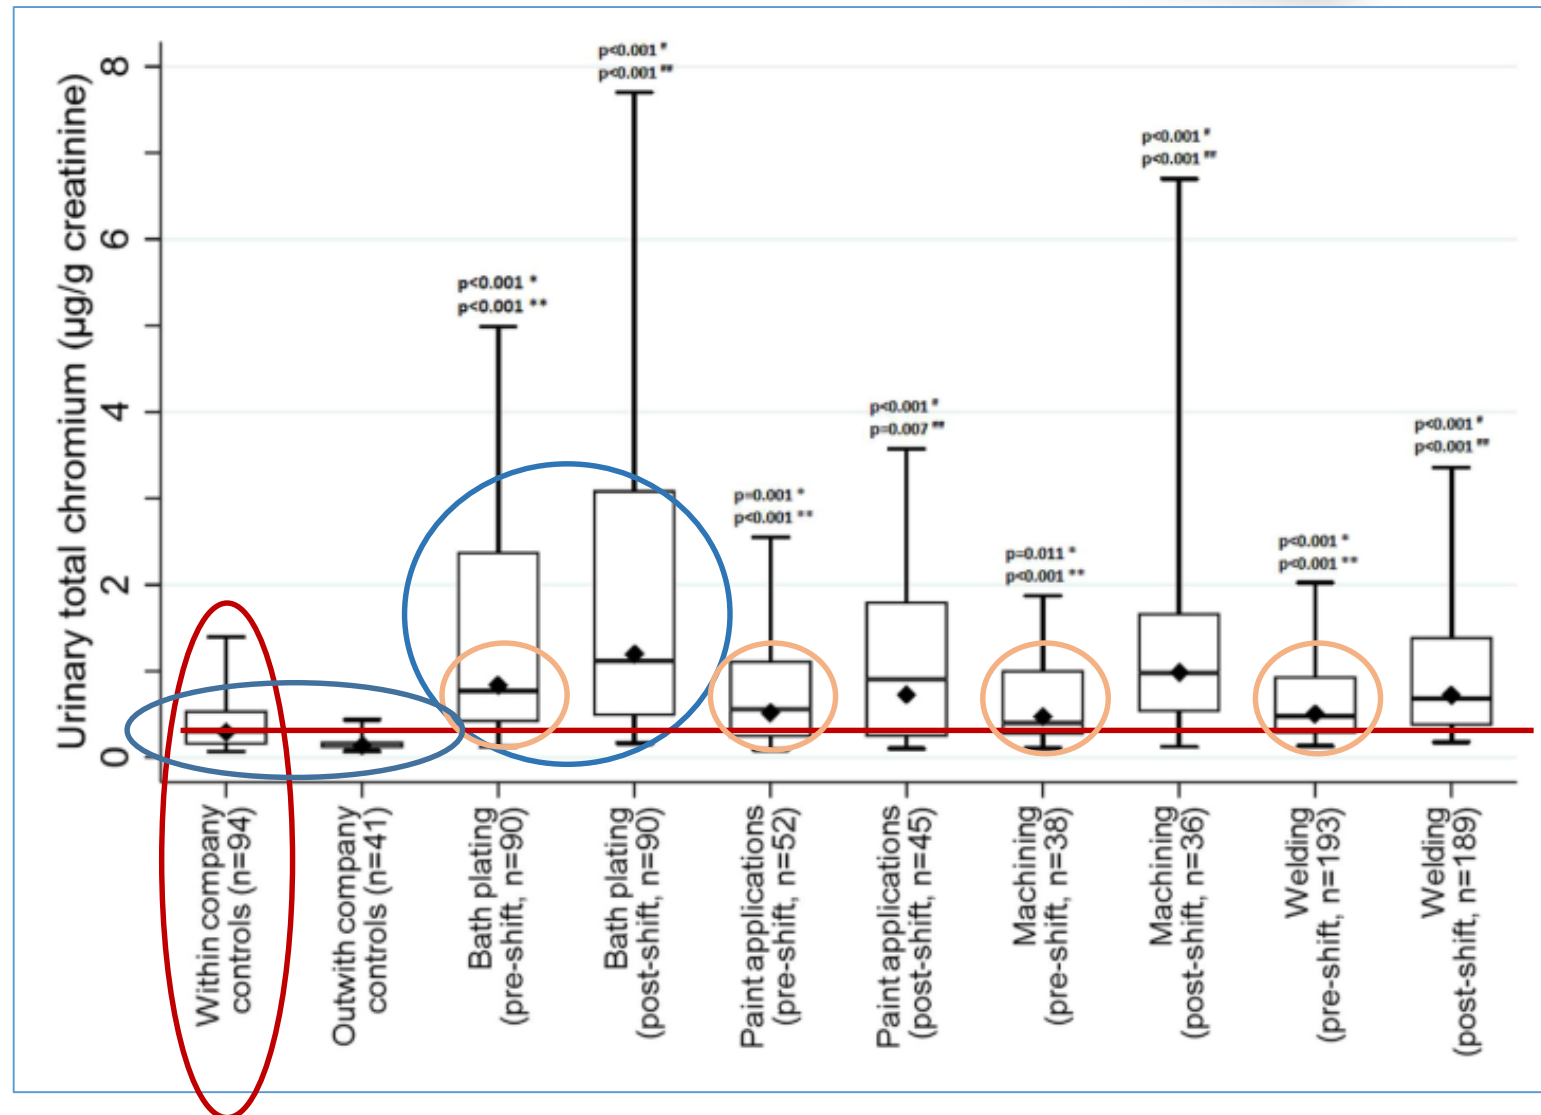 Urinary total chromium (µg/g creatinine)
8
6
4
2
0
p<0.001 *
p<0.001 **
p<0.001 #
p<0.001 ##
p=0.001 *
p<0.001 **
p<0.001 #
p=0.007 ##
p=0.011 *
p<0.001 **
p<0.001 #
p<0.001 ##
p<0.001 *
p<0.001 **
p<0.001 #
p<0.001 ##
Within company
controls (n=94)
Outwith company
controls (n=41)
Bath plating
(pre-shift, n=90)
Bath plating
(post-shift, n=90)
Paint applications
(pre-shift, n=52)
Paint applications
(post-shift, n=45)
Machining
(pre-shift, n=38)
Machining
(post-shift, n=36)
Welding
(pre-shift, n=193)
Welding
(post-shift, n=189)